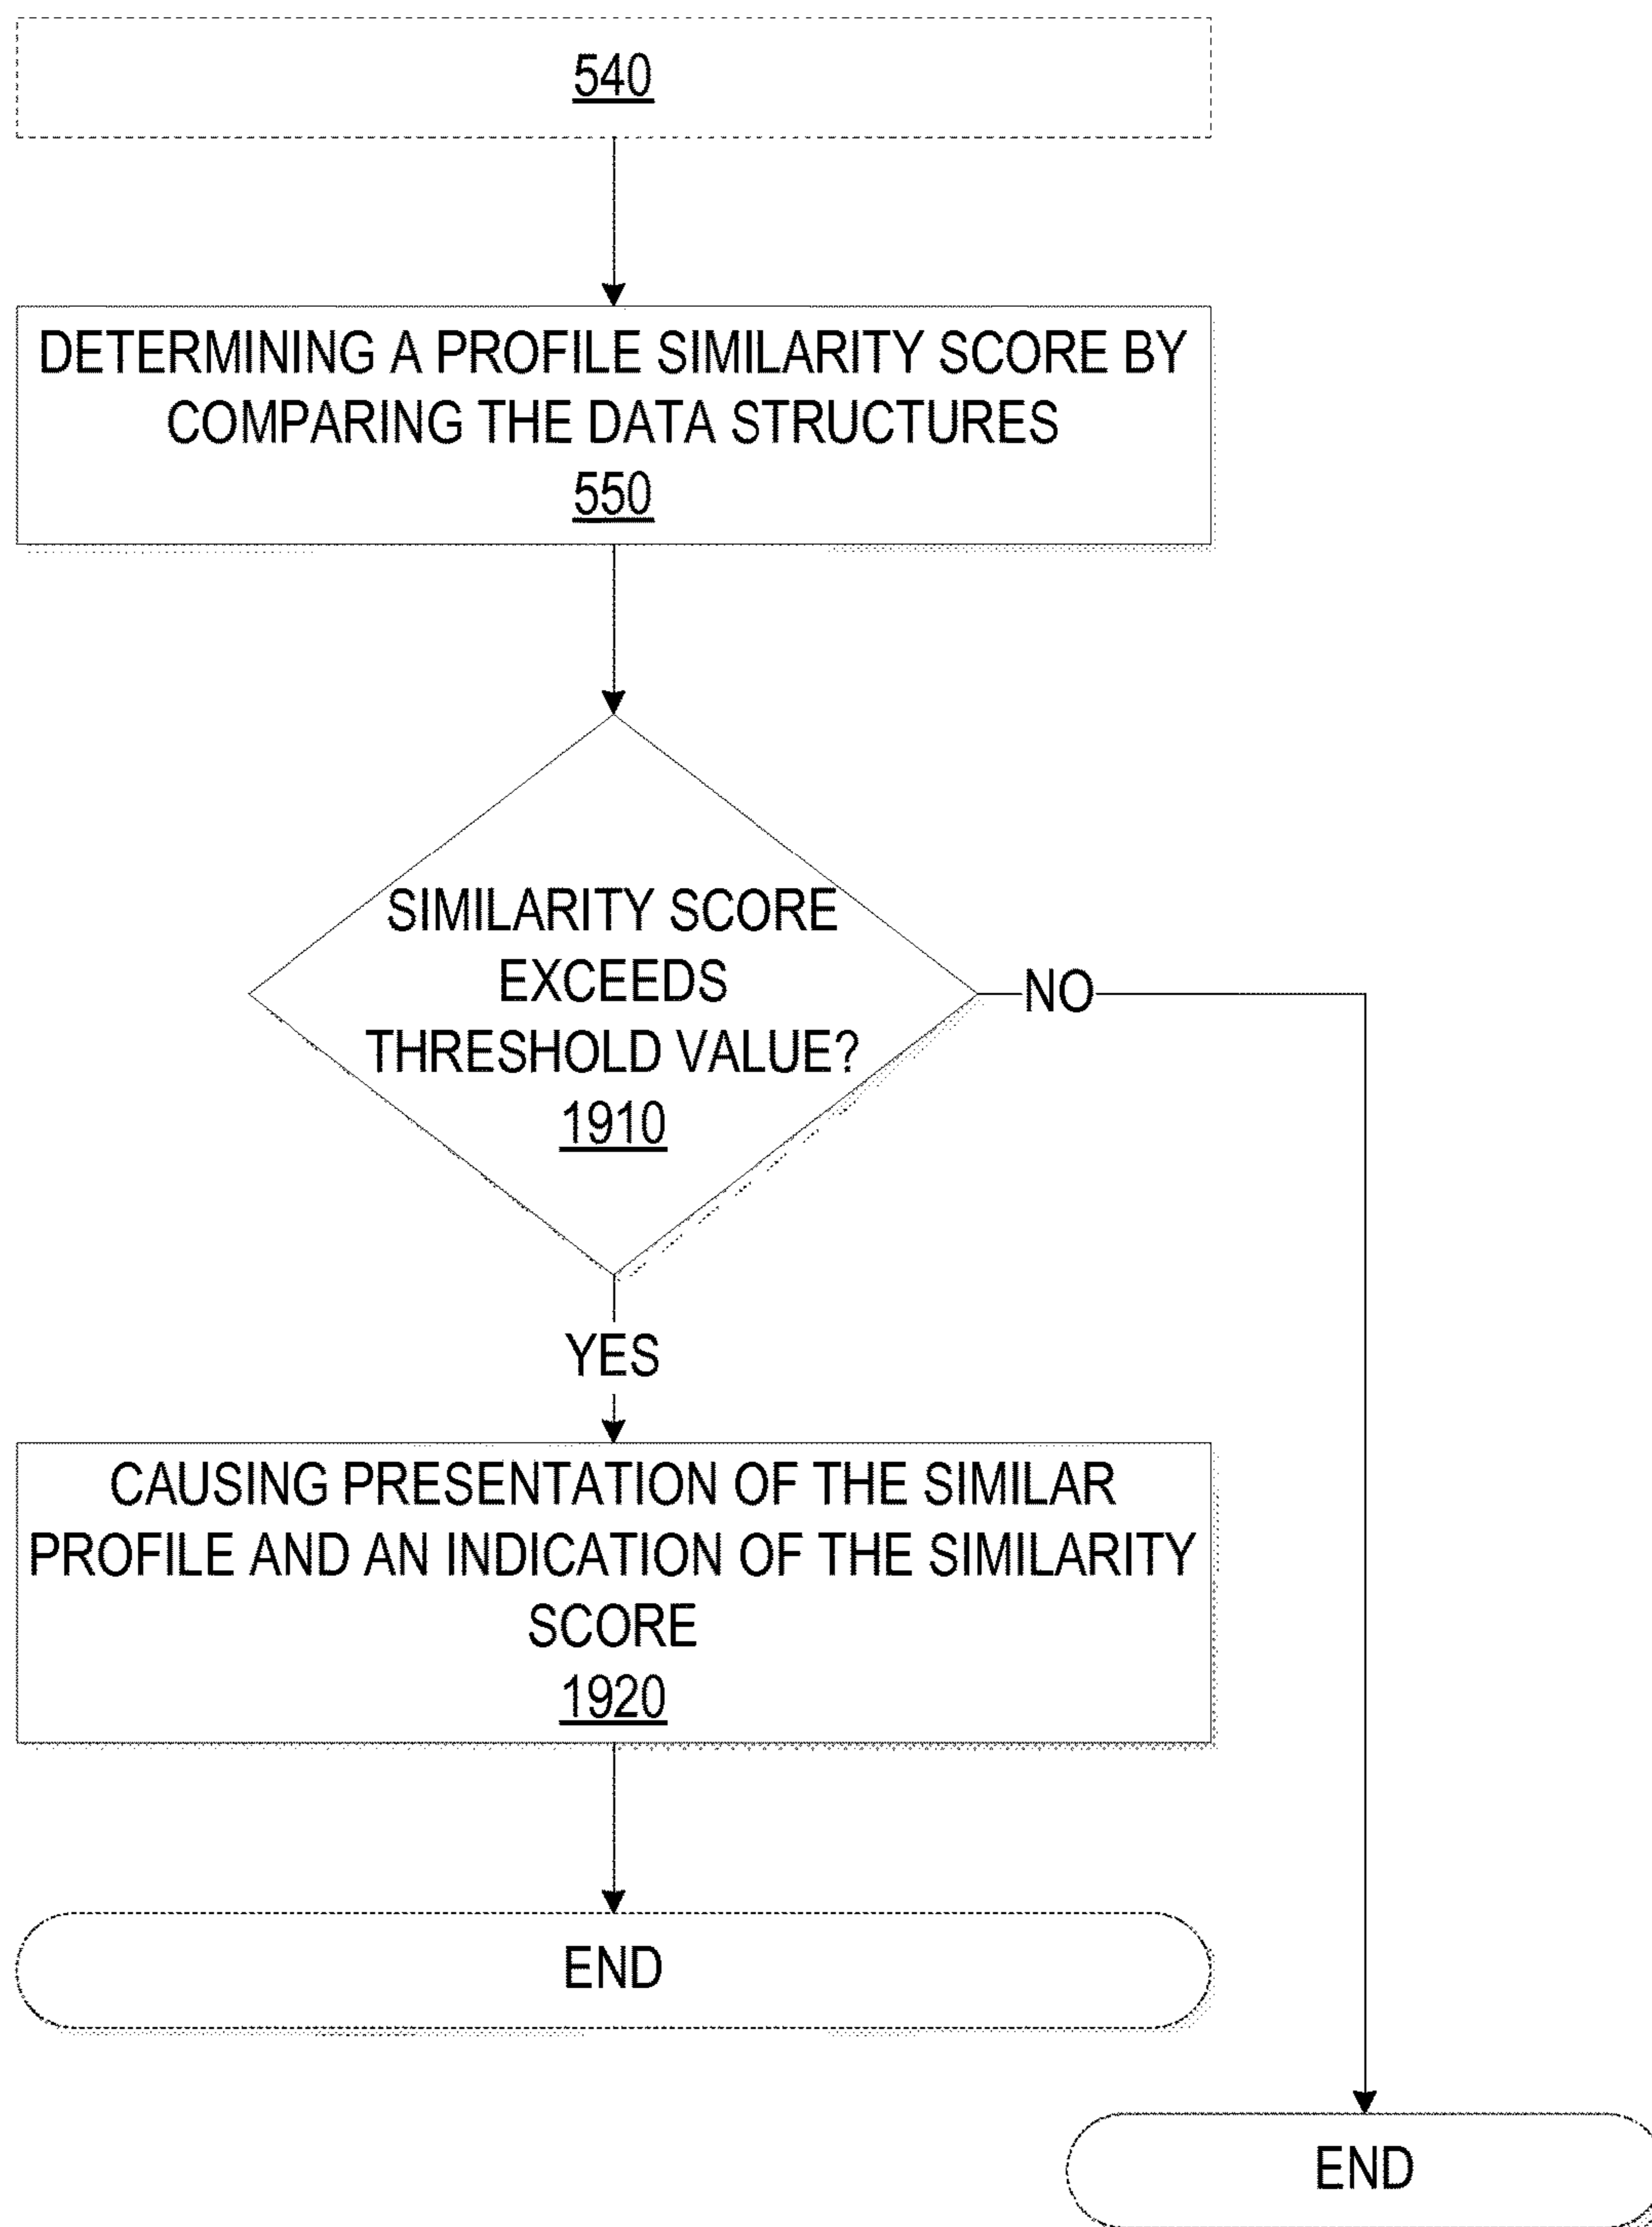 540
DETERMINING A PROFILE SIMILARITY SCORE BY
COMPARING THE DATA STRUCTURES
550
SIMILARITY SCORE
EXCEEDS
THRESHOLD VALUE?
1910
NO
YES
CAUSING PRESENTATION OF THE SIMILAR
PROFILE AND AN INDICATION OF THE SIMILARITY
SCORE
1920
END
END